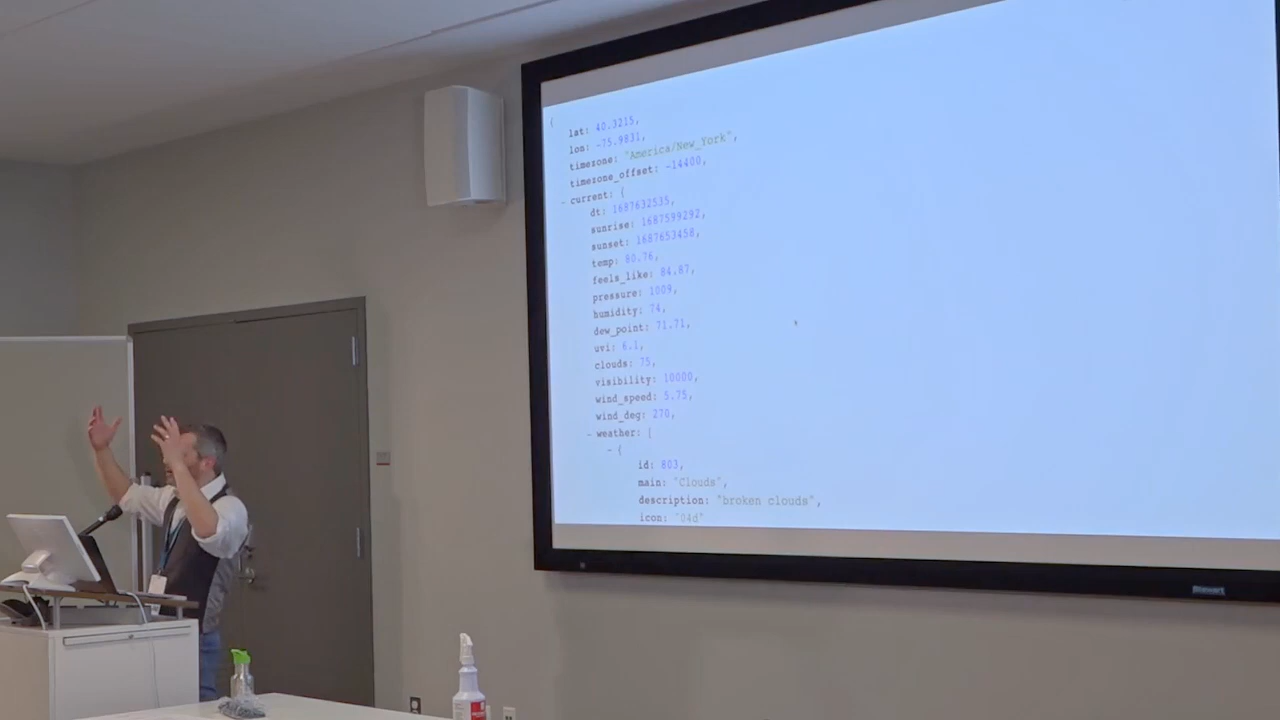 {
lat: 40.3215,
lon: -75.9831,
timezone: "America/New_York",
timezone_offset: -14400,
- current: {
dt: 1687632535,
sunrise: 1687599292,
sunset: 1687653458,
temp: 80.76,
feels_like: 84.87,
pressure: 1009,
humidity: 74,
dew_point: 71.71,
uvi: 6.1,
clouds: 75,
visibility: 10000,
wind_speed: 5.75,
wind_deg: 270,
- weather: [
- {
id: 803,
main: "Clouds",
description: "broken clouds",
icon: "04d"
Stewart